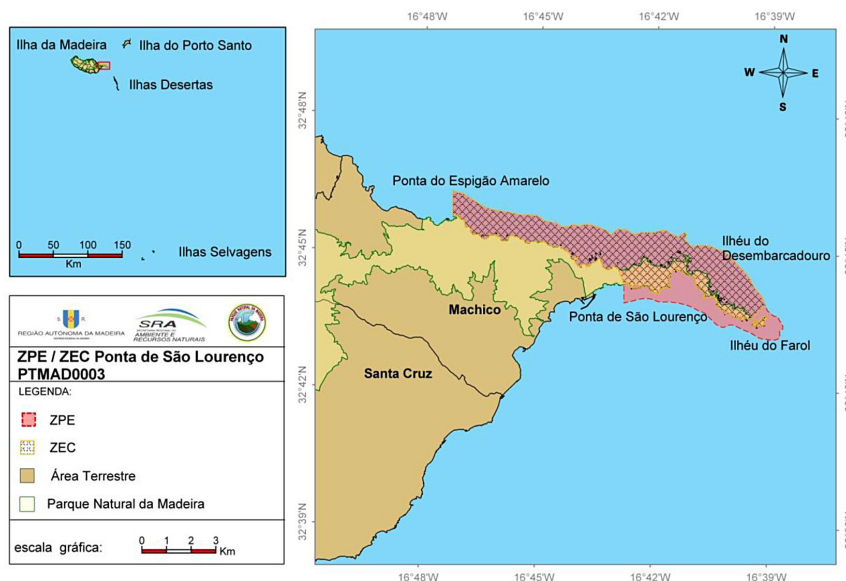 Ilha da Madeira
Ilha do Porto Santo
Ilhas Desertas
0 50 100 150
Km
Ilhas Selvagens
S R
REGIÃO AUTÓNOMA DA MADEIRA
SRA
AMBIENTE E
RECURSOS NATURAIS
ZPE / ZEC Ponta de São Lourenço
PTMAD0003
LEGENDA:
ZPE
ZEC
Área Terrestre
Parque Natural da Madeira
escala gráfica:
0 1 2 3
Km
16°48'W 16°45'W 16°42'W 16°39'W
N
W E
S
32°48'N
Ponta do Espigão Amarelo
32°45'N
Ilhéu do
Desembarcadouro
Machico
Ponta de São Lourenço
Ilhéu do Farol
Santa Cruz
32°42'N
32°39'N
16°48'W 16°45'W 16°42'W 16°39'W